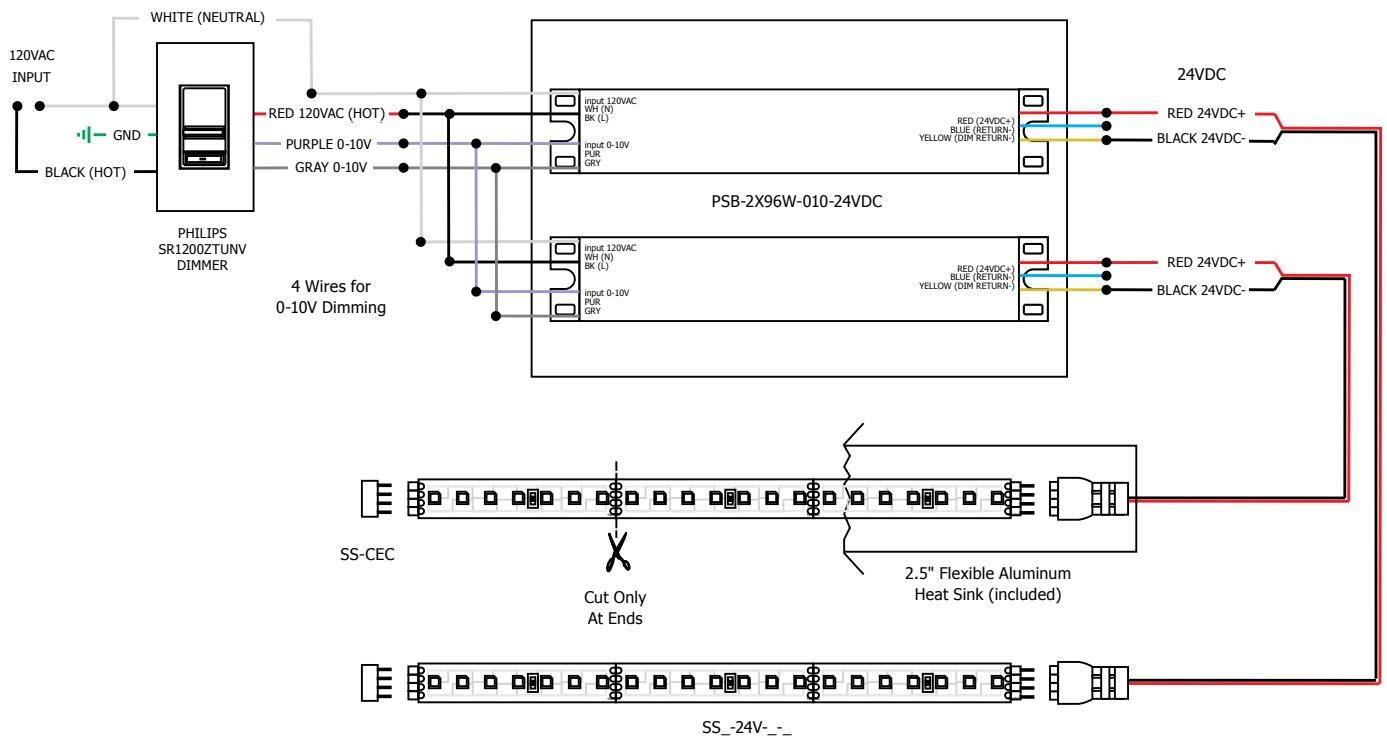 WHITE (NEUTRAL)
120VAC
INPUT
GND
BLACK (HOT)
PHILIPS
SR1200ZTUNV
DIMMER
RED 120VAC (HOT)
PURPLE 0-10V
GRAY 0-10V
4 Wires for
0-10V Dimming
input 120VAC
WH (N)
BK (L)
input 0-10V
PUR
GRY
RED (24VDC+)
BLUE (RETURN-)
YELLOW (DIM RETURN-)
PSB-2X96W-010-24VDC
input 120VAC
WH (N)
BK (L)
input 0-10V
PUR
GRY
RED (24VDC+)
BLUE (RETURN-)
YELLOW (DIM RETURN-)
24VDC
RED 24VDC+
BLACK 24VDC-
RED 24VDC+
BLACK 24VDC-
SS-CEC
Cut Only
At Ends
2.5" Flexible Aluminum
Heat Sink (included)
SS_-24V-_-_